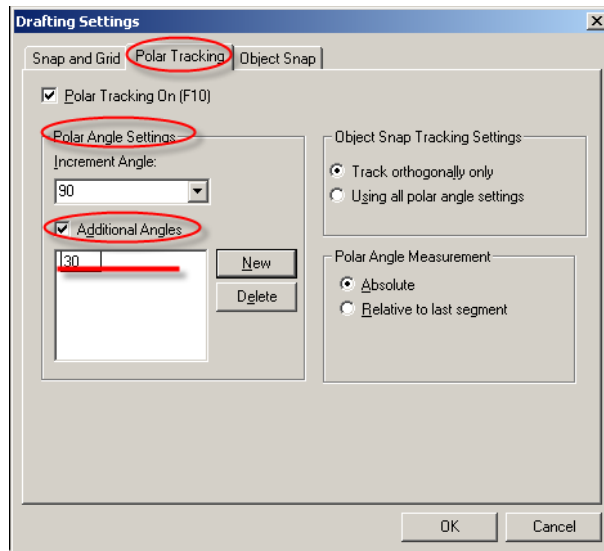 Drafting Settings
Snap and Grid Polar Tracking Object Snap
Polar Tracking On (F10)
Polar Angle Settings
Increment Angle:
90
Additional Angles
30
New
Delete
Object Snap Tracking Settings
Track orthogonally only
Using all polar angle settings
Polar Angle Measurement
Absolute
Relative to last segment
OK Cancel